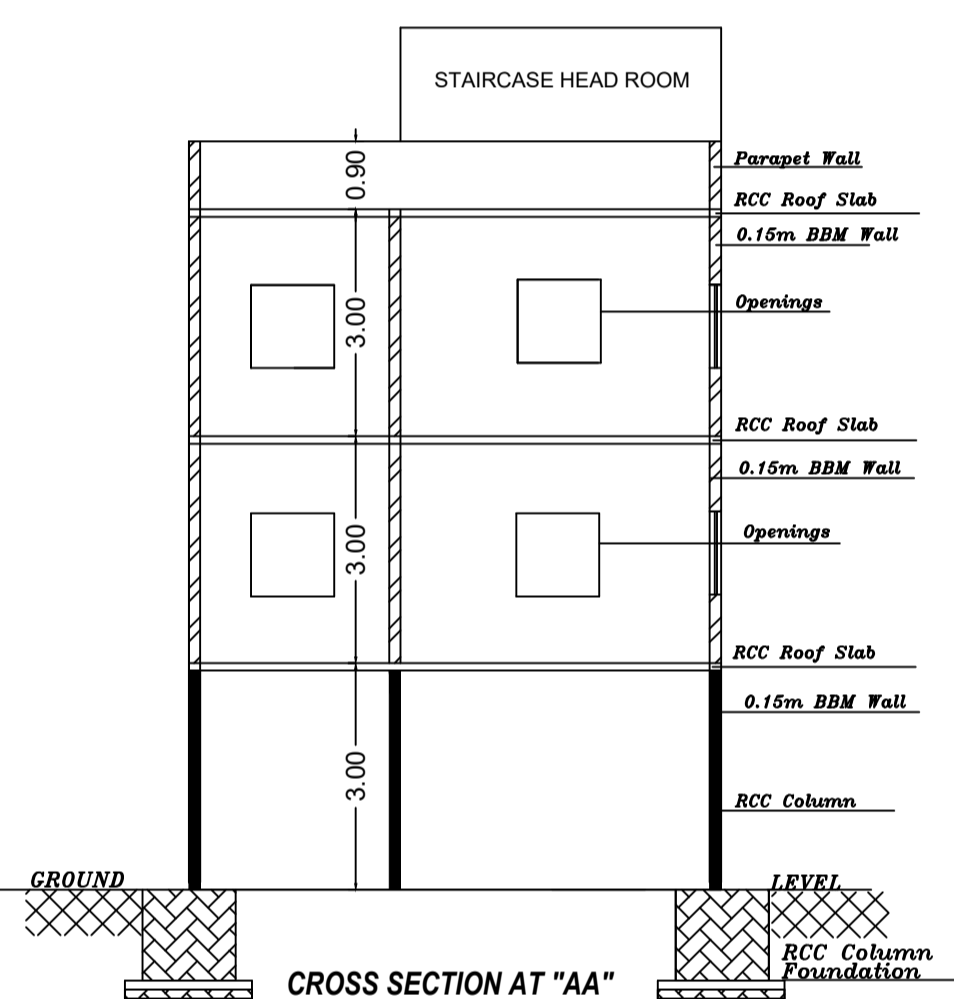 STAIRCASE HEAD ROOM
0.90
Parapet Wall
RCC Roof Slab
0.15m BBM Wall
3.00
Openings
RCC Roof Slab
0.15m BBM Wall
3.00
Openings
RCC Roof Slab
0.15m BBM Wall
3.00
RCC Column
GROUND
LEVEL
RCC Column
Foundation
CROSS SECTION AT "AA"